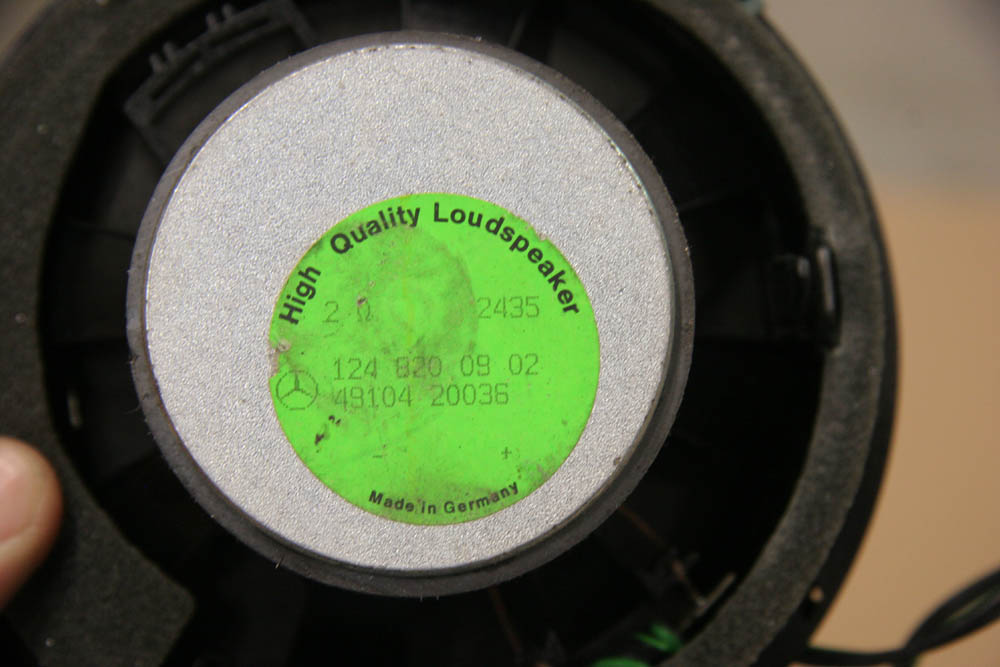 High Quality Loudspeaker
2 Ω 2435
124 820 09 02
49104 20036
- +
Made in Germany